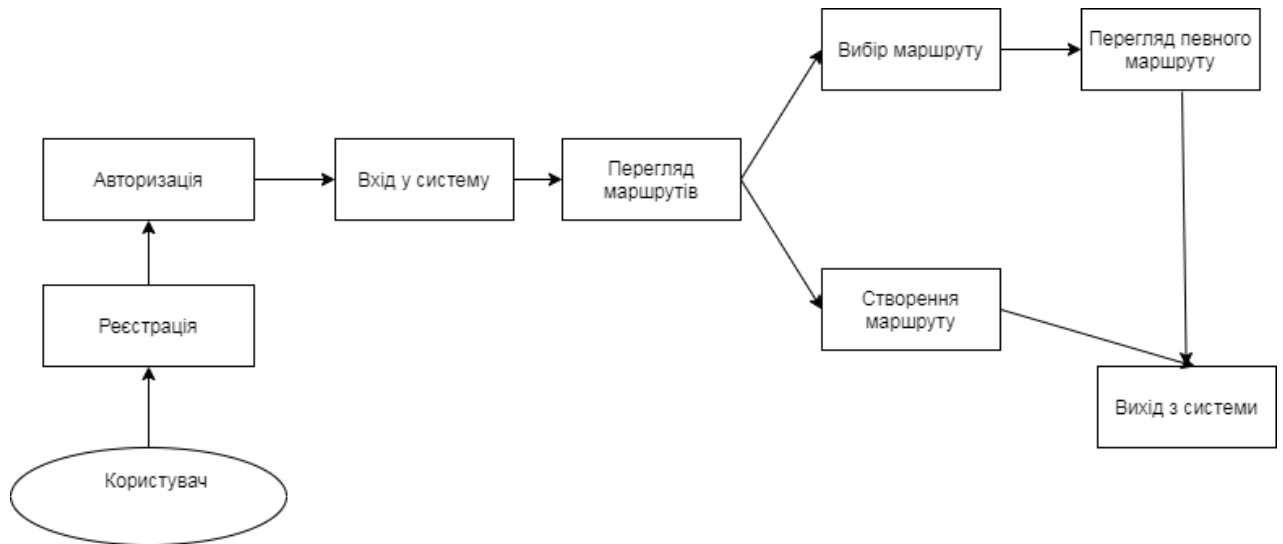 Вибір маршруту
Перегляд певного
маршруту
Авторизація
Вхід у систему
Перегляд
маршрутів
Створення
маршруту
Реєстрація
Вихід з системи
Користувач